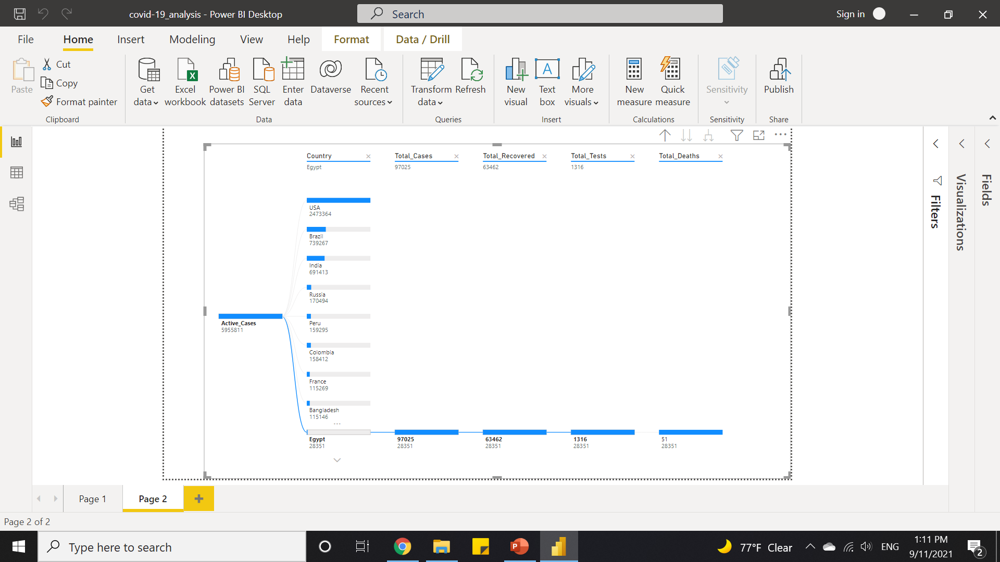 covid-19_analysis - Power BI Desktop
Search
Sign in
File
Home
Insert
Modeling
View
Help
Format
Data / Drill
Paste
Cut
Copy
Format painter
Clipboard
Get
data
Excel
workbook
Power BI
datasets
SQL
Server
Enter
data
Dataverse
Recent
sources
Data
Transform
data
Refresh
Queries
New
visual
A
Text
box
More
visuals
Insert
New
measure
Quick
measure
Calculations
Sensitivity
Sensitivity
Publish
Share
Country
Egypt
Total_Cases
97025
Total_Recovered
63462
Total_Tests
1316
Total_Deaths
USA
2473364
Brazil
739267
India
691413
Russia
170494
Active_Cases
5955811
Peru
159295
Colombia
158412
France
115269
Bangladesh
115146
Egypt
28351
97025
28351
63462
28351
1316
28351
51
28351
Filters
Visualizations
Fields
Page 1
Page 2
Page 2 of 2
Type here to search
77°F Clear
ENG
1:11 PM
9/11/2021
2